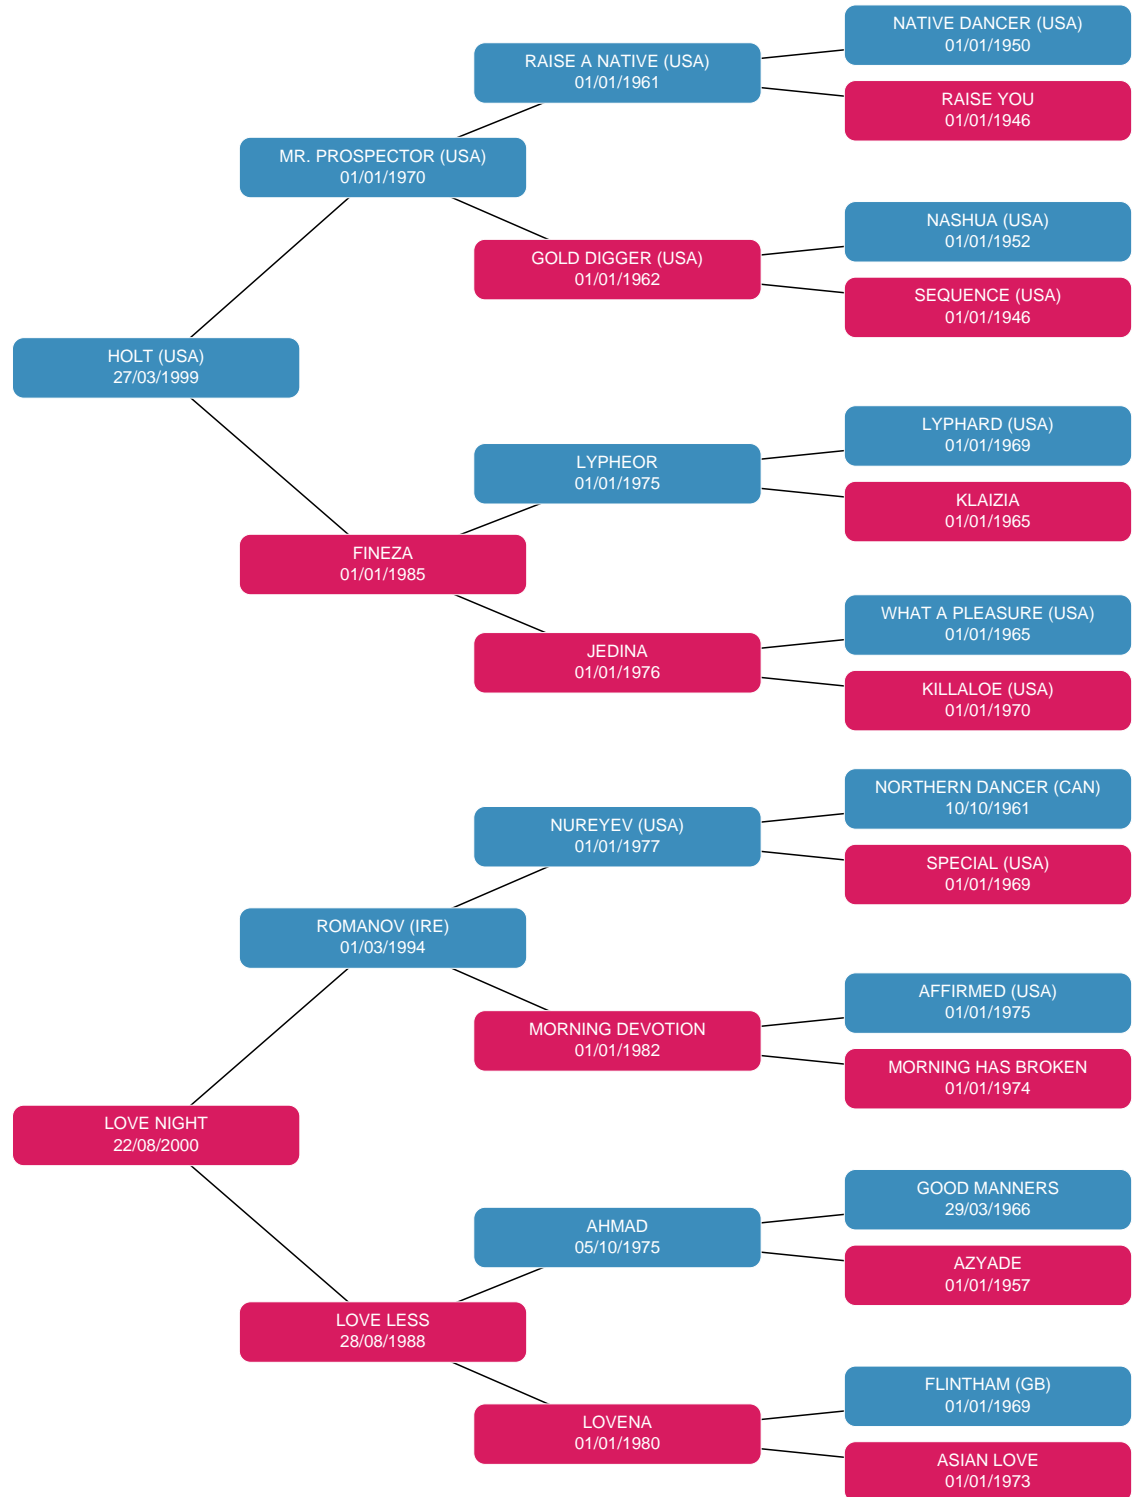 NATIVE DANCER (USA)
01/01/1950
RAISE A NATIVE (USA)
01/01/1961
RAISE YOU
01/01/1946
MR. PROSPECTOR (USA)
01/01/1970
NASHUA (USA)
01/01/1952
GOLD DIGGER (USA)
01/01/1962
SEQUENCE (USA)
01/01/1946
HOLT (USA)
27/03/1999
LYPHARD (USA)
01/01/1969
LYPHEOR
01/01/1975
KLAIZIA
01/01/1965
FINEZA
01/01/1985
WHAT A PLEASURE (USA)
01/01/1965
JEDINA
01/01/1976
KILLALOE (USA)
01/01/1970
NORTHERN DANCER (CAN)
10/10/1961
NUREYEV (USA)
01/01/1977
SPECIAL (USA)
01/01/1969
ROMANOV (IRE)
01/03/1994
AFFIRMED (USA)
01/01/1975
MORNING DEVOTION
01/01/1982
MORNING HAS BROKEN
01/01/1974
LOVE NIGHT
22/08/2000
GOOD MANNERS
29/03/1966
AHMAD
05/10/1975
AZYADE
01/01/1957
LOVE LESS
28/08/1988
FLINTHAM (GB)
01/01/1969
LOVENA
01/01/1980
ASIAN LOVE
01/01/1973